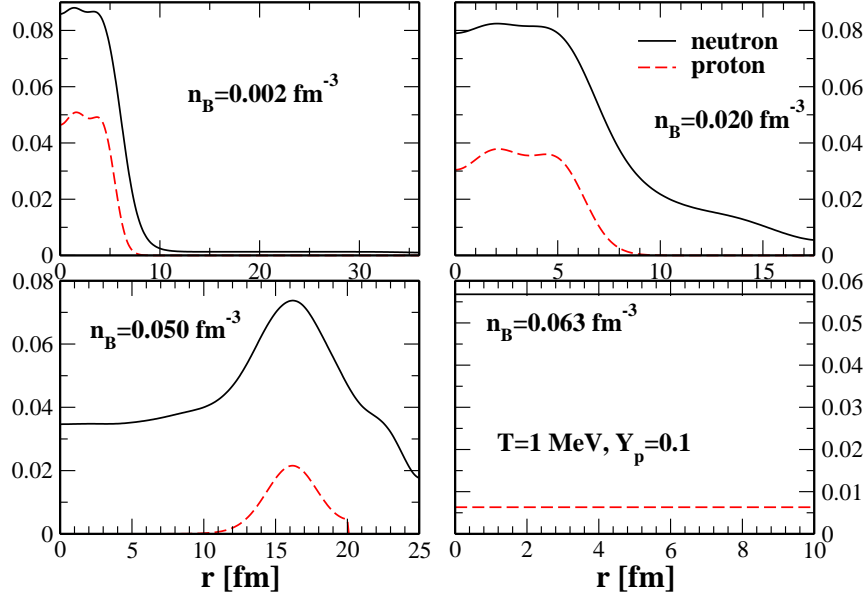 0.08
0.06
0.04
0.02
0
n_B=0.002 fm^-3
0 10 20 30
neutron
proton
n_B=0.020 fm^-3
0.08
0.06
0.04
0.02
0
0 5 10 15
0.08
0.06
0.04
0.02
0
n_B=0.050 fm^-3
0 5 10 15 20 25
r [fm]
n_B=0.063 fm^-3
T=1 MeV, Y_p=0.1
0.06
0.05
0.04
0.03
0.02
0.01
0
0 2 4 6 8 10
r [fm]